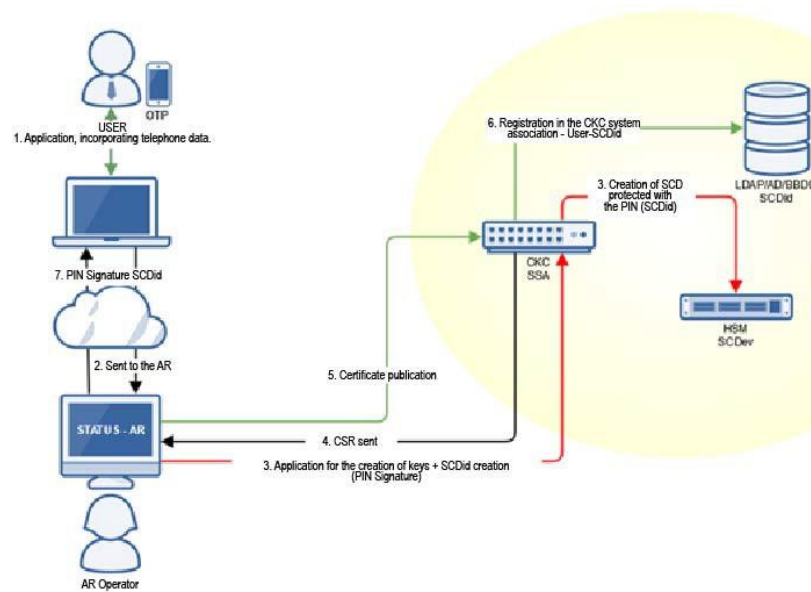 OTP
USER
1. Application, incorporating telephone data.
6. Registration in the CKC system
association - User-SCDid
LDAP/AD/BBDD
SCDid
3. Creation of SCD
protected with
the PIN (SCDid)
CKC
SSA
7. PIN Signature SCDid
HSM
SCDev
2. Sent to the AR
5. Certificate publication
STATUS - AR
4. CSR sent
3. Application for the creation of keys + SCDid creation
(PIN Signature)
AR Operator